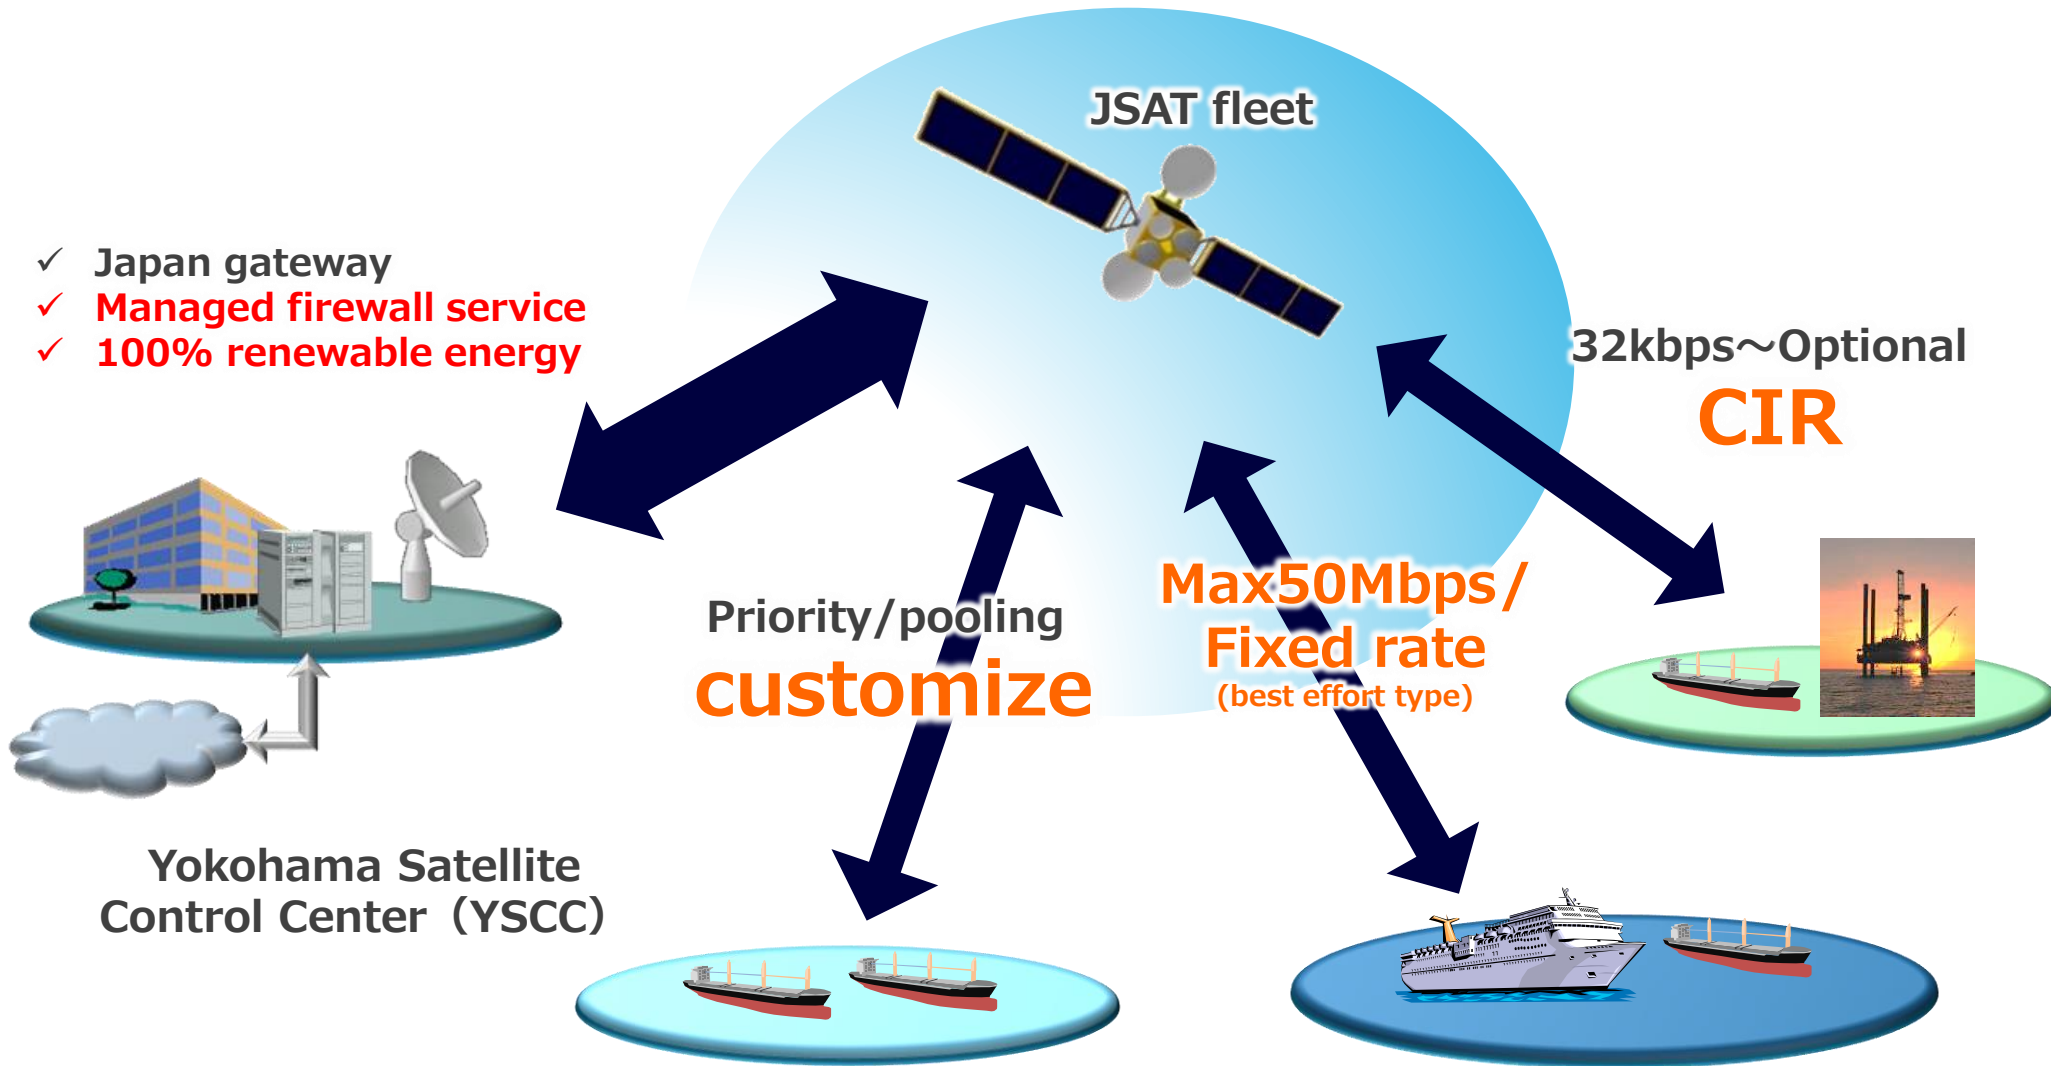 JSAT fleet
✓ Japan gateway
✓ Managed firewall service
✓ 100% renewable energy
32kbps～Optional
CIR
Max50Mbps/
Fixed rate
(best effort type)
Priority/pooling
customize
Yokohama Satellite
Control Center（YSCC）